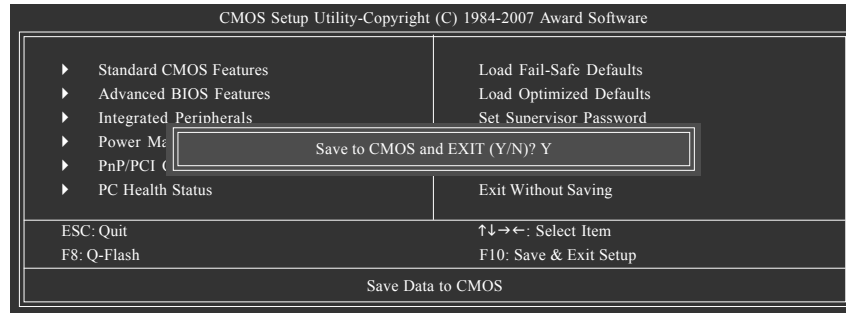 CMOS Setup Utility-Copyright (C) 1984-2007 Award Software
Standard CMOS Features
Advanced BIOS Features
Integrated Peripherals
Power Ma
PnP/PCI
PC Health Status
Load Fail-Safe Defaults
Load Optimized Defaults
Set Supervisor Password
Exit Without Saving
Save to CMOS and EXIT (Y/N)? Y
ESC: Quit
F8: Q-Flash
↑↓→←: Select Item
F10: Save & Exit Setup
Save Data to CMOS